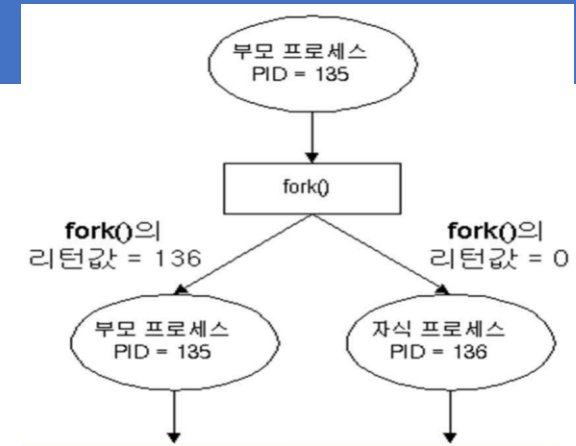 부모 프로세스
PID = 135
fork()
fork()의
리턴값 = 136
fork()의
리턴값 = 0
부모 프로세스
PID = 135
자식 프로세스
PID = 136